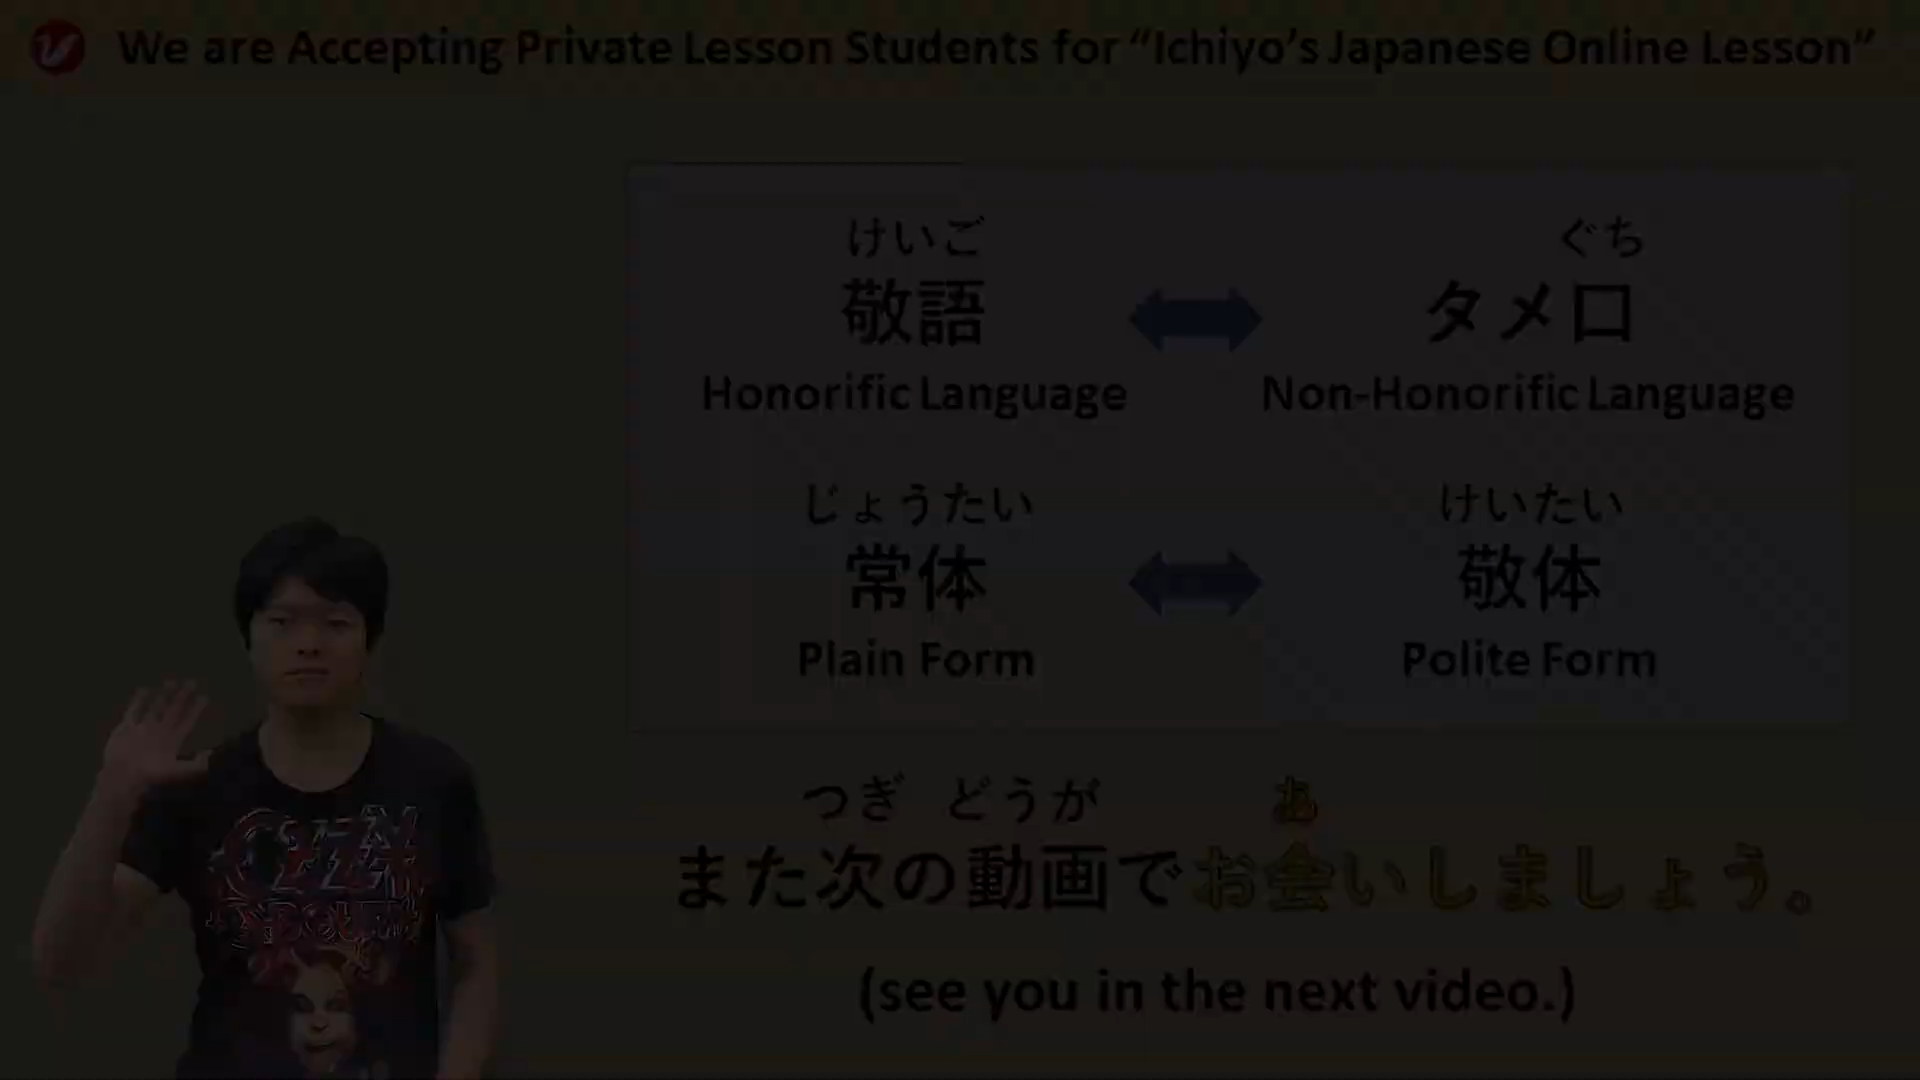 We are Accepting Private Lesson Students for “Ichiyo’s Japanese Online Lesson”
けいご
ぐち
敬語
タメ口
Honorific Language
Non-Honorific Language
じょうたい
けいたい
常体
敬体
Plain Form
Polite Form
つぎ どうが あ
また次の動画でお会いしましょう。
(see you in the next video.)